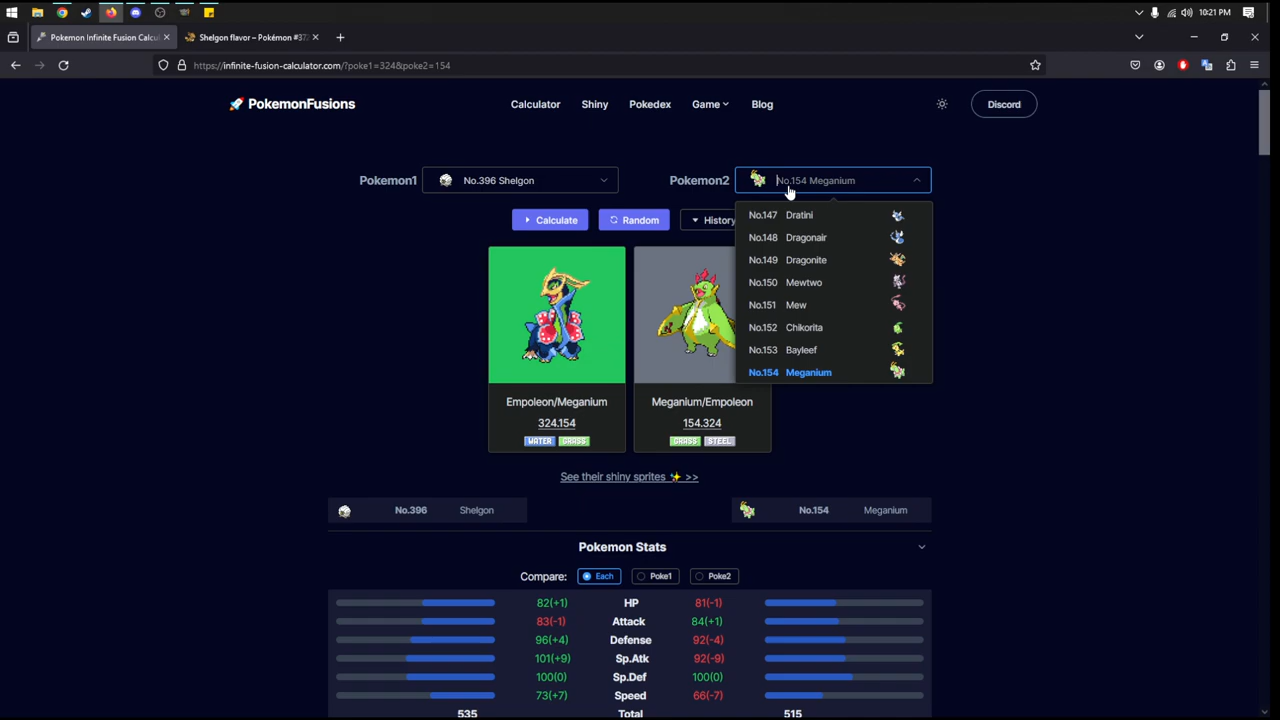 10:21 PM
Pokemon Infinite Fusion Calcul
Shelgon flavor – Pokémon #37
https://infinite-fusion-calculator.com/?poke1=324&poke2=154
PokemonFusions
Calculator Shiny Pokedex Game Blog
Discord
Pokemon1 No.396 Shelgon
Pokemon2 No.154 Meganium
Calculate Random History
No.147 Dratini
No.148 Dragonair
No.149 Dragonite
No.150 Mewtwo
No.151 Mew
No.152 Chikorita
No.153 Bayleef
No.154 Meganium
Empoleon/Meganium
324.154
WATER GRASS
Meganium/Empoleon
154.324
GRASS STEEL
See their shiny sprites ✨ >>
No.396 Shelgon
No.154 Meganium
Pokemon Stats
Compare: Each Poke1 Poke2
82(+1) HP 81(-1)
83(-1) Attack 84(+1)
96(+4) Defense 92(-4)
101(+9) Sp.Atk 92(-9)
100(0) Sp.Def 100(0)
73(+7) Speed 66(-7)
535 Total 515